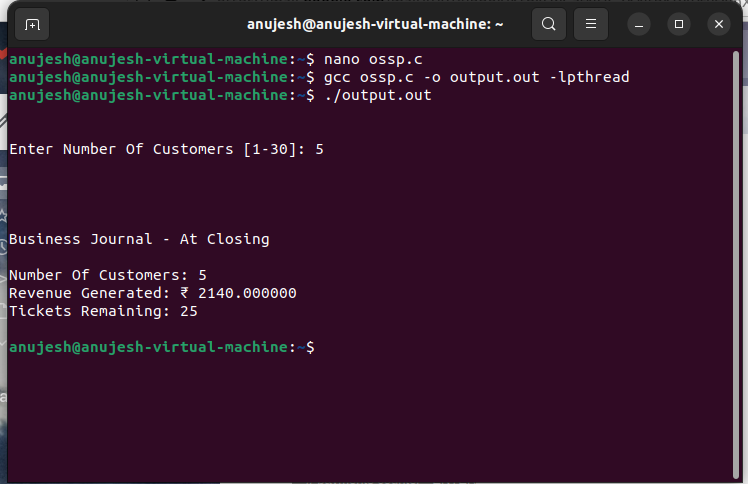 anujesh@anujesh-virtual-machine: ~
anujesh@anujesh-virtual-machine:~$ nano ossp.c
anujesh@anujesh-virtual-machine:~$ gcc ossp.c -o output.out -lpthread
anujesh@anujesh-virtual-machine:~$ ./output.out
Enter Number Of Customers [1-30]: 5
Business Journal - At Closing
Number Of Customers: 5
Revenue Generated: ₹ 2140.000000
Tickets Remaining: 25
anujesh@anujesh-virtual-machine:~$